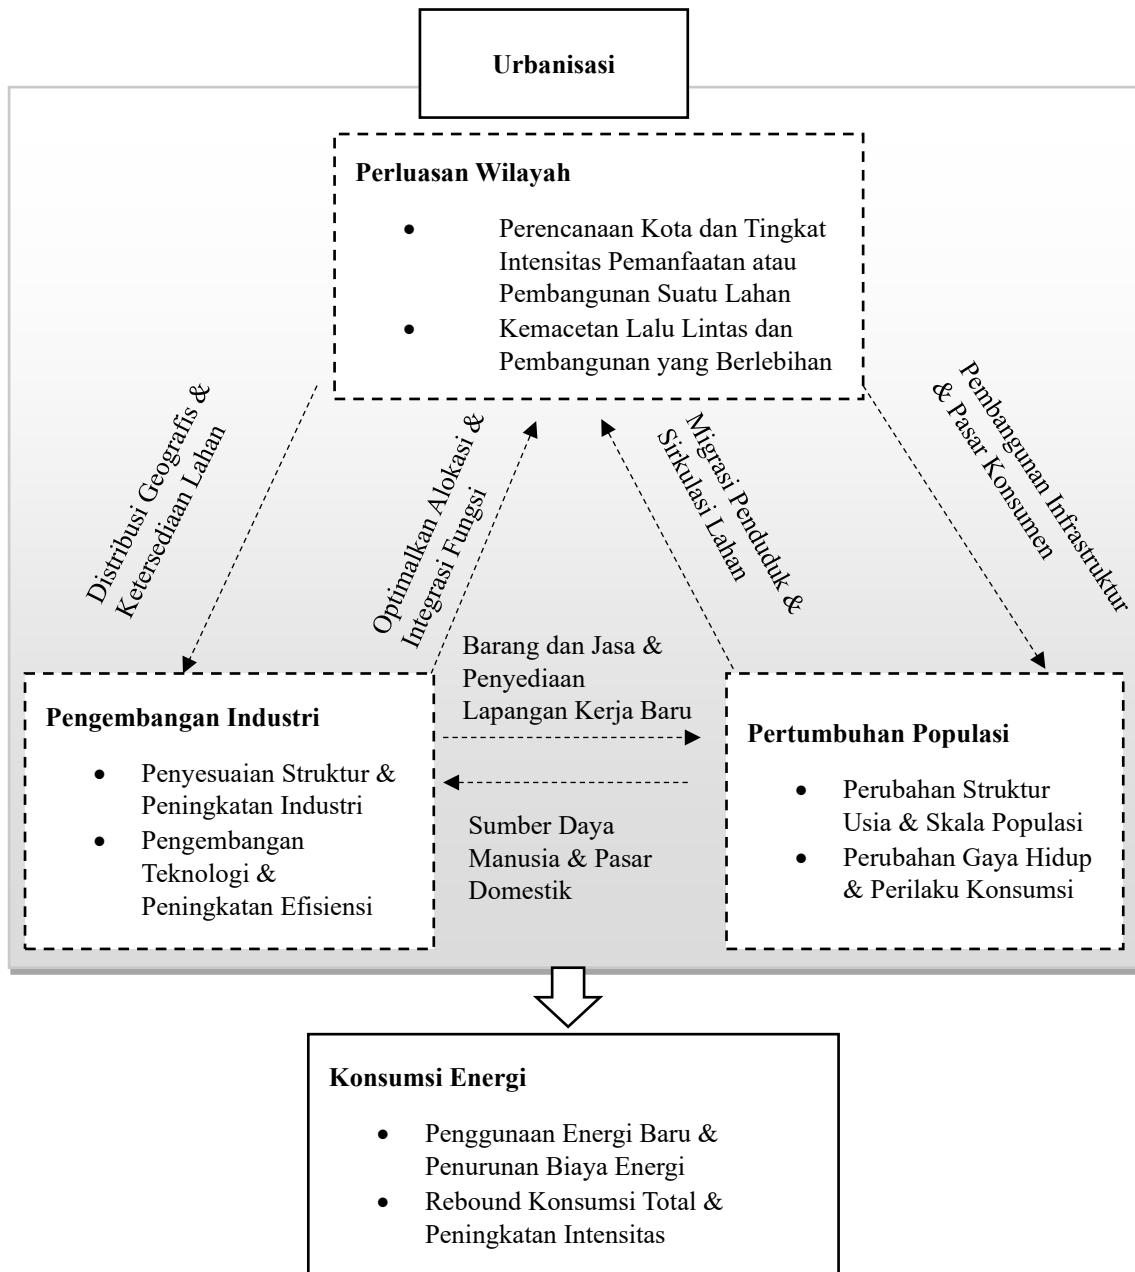 Urbanisasi
Perluasan Wilayah
• Perencanaan Kota dan Tingkat
Intensitas Pemanfaatan atau
Pembangunan Suatu Lahan
• Kemacetan Lalu Lintas dan
Pembangunan yang Berlebihan
Distribusi Geografis &
Ketersediaan Lahan
Optimalkan Alokasi &
Integrasi Fungsi
Migrasi Penduduk &
Sirkulasi Lahan
Pembangunan Infrastruktur
& Pasar Konsumen
Barang dan Jasa &
Penyediaan
Lapangan Kerja Baru
Sumber Daya
Manusia & Pasar
Domestik
Pengembangan Industri
• Penyesuaian Struktur &
Peningkatan Industri
• Pengembangan
Teknologi &
Peningkatan Efisiensi
Pertumbuhan Populasi
• Perubahan Struktur
Usia & Skala Populasi
• Perubahan Gaya Hidup
& Perilaku Konsumsi
Konsumsi Energi
• Penggunaan Energi Baru &
Penurunan Biaya Energi
• Rebound Konsumsi Total &
Peningkatan Intensitas